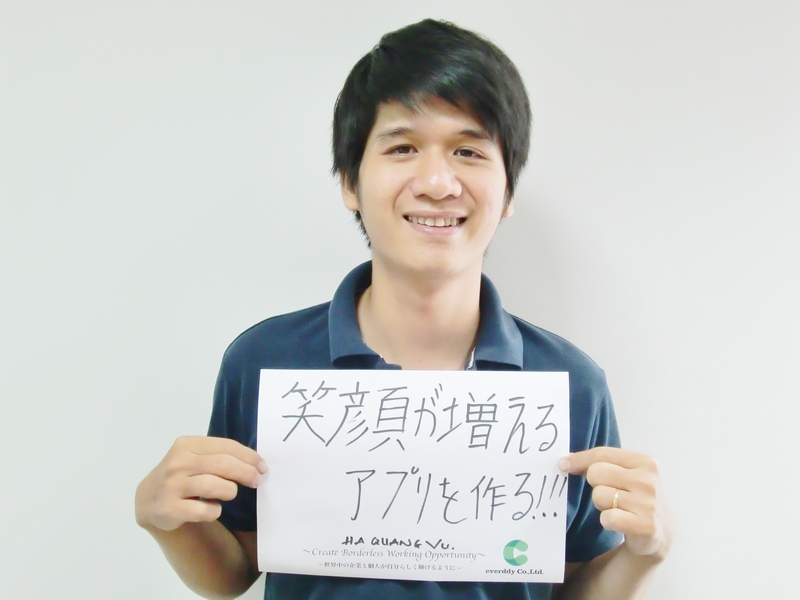 笑顔が増える
アプリを作る!!!
HA QUANG VU.
～Create Borderless Working Opportunity～
～世界中の企業と個人が自分らしく輝けるように～
everddy Co.,Ltd.